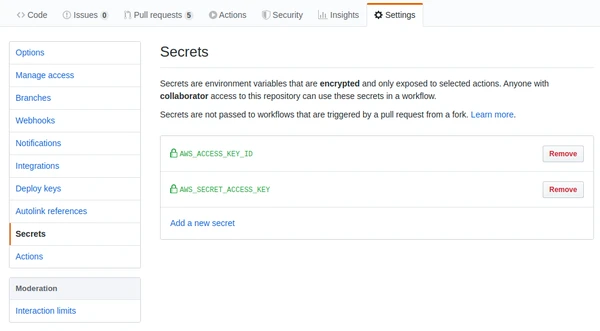 Code Issues 0 Pull requests 5 Actions Security Insights Settings
Options
Manage access
Branches
Webhooks
Notifications
Integrations
Deploy keys
Autolink references
Secrets
Actions
Moderation
Interaction limits
Secrets
Secrets are environment variables that are encrypted and only exposed to selected actions. Anyone with
collaborator access to this repository can use these secrets in a workflow.
Secrets are not passed to workflows that are triggered by a pull request from a fork. Learn more.
AWS_ACCESS_KEY_ID Remove
AWS_SECRET_ACCESS_KEY Remove
Add a new secret